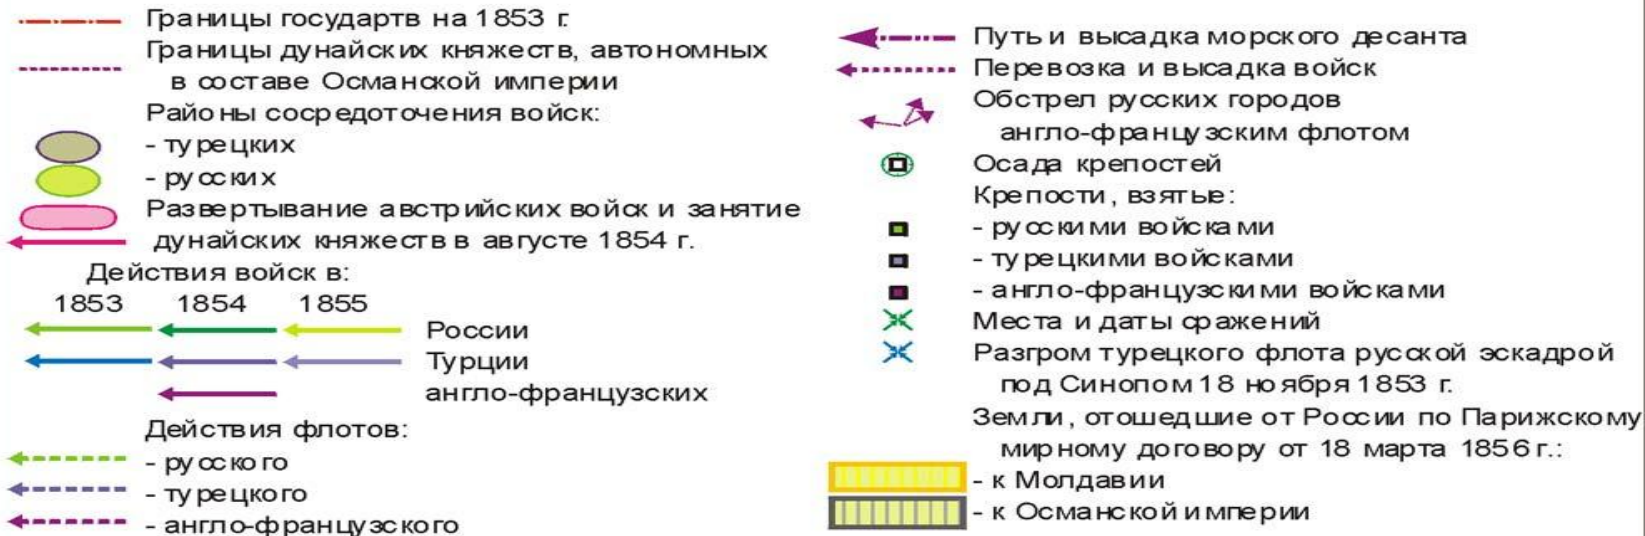 Границы государтв на 1853 г.
Границы дунайских княжеств, автономных
в составе Османской империи
Районы сосредоточения войск:
- турецких
- русских
Развертывание австрийских войск и занятие
дунайских княжеств в августе 1854 г.
Действия войск в:
1853 1854 1855
России
Турции
англо-французских
Действия флотов:
- русского
- турецкого
- англо-французского
Путь и высадка морского десанта
Перевозка и высадка войск
Обстрел русских городов
англо-французским флотом
Осада крепостей
Крепости, взятые:
- русскими войсками
- турецкими войсками
- англо-французскими войсками
Места и даты сражений
Разгром турецкого флота русской эскадрой
под Синопом 18 ноября 1853 г.
Земли, отошедшие от России по Парижскому
мирному договору от 18 марта 1856 г.:
- к Молдавии
- к Османской империи